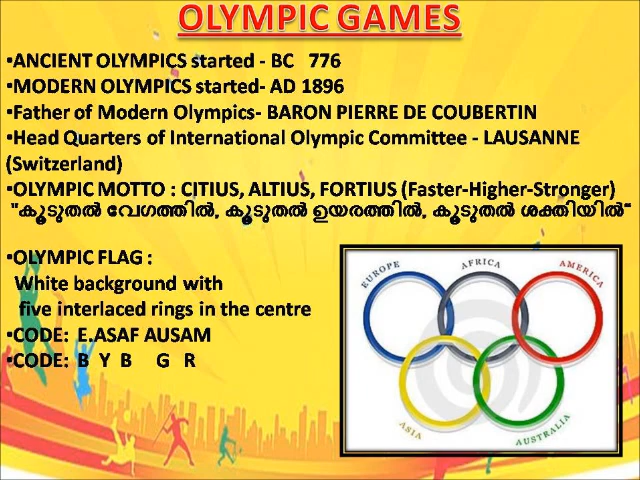 OLYMPIC GAMES
•ANCIENT OLYMPICS started - BC 776
•MODERN OLYMPICS started- AD 1896
•Father of Modern Olympics- BARON PIERRE DE COUBERTIN
•Head Quarters of International Olympic Committee - LAUSANNE
(Switzerland)
•OLYMPIC MOTTO : CITIUS, ALTIUS, FORTIUS (Faster-Higher-Stronger)
"കൂടുതൽ വേഗത്തിൽ, കൂടുതൽ ഉയരത്തിൽ, കൂടുതൽ ശക്തിയിൽ"
•OLYMPIC FLAG :
White background with
five interlaced rings in the centre
•CODE: E.ASAF AUSAM
•CODE: B Y B G R
EUROPE
AFRICA
AMERICA
ASIA
AUSTRALIA